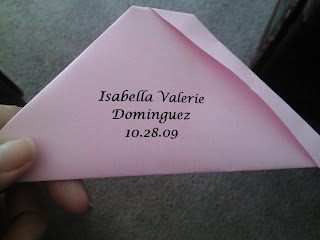 Isabella Valerie
Dominguez
10.28.09